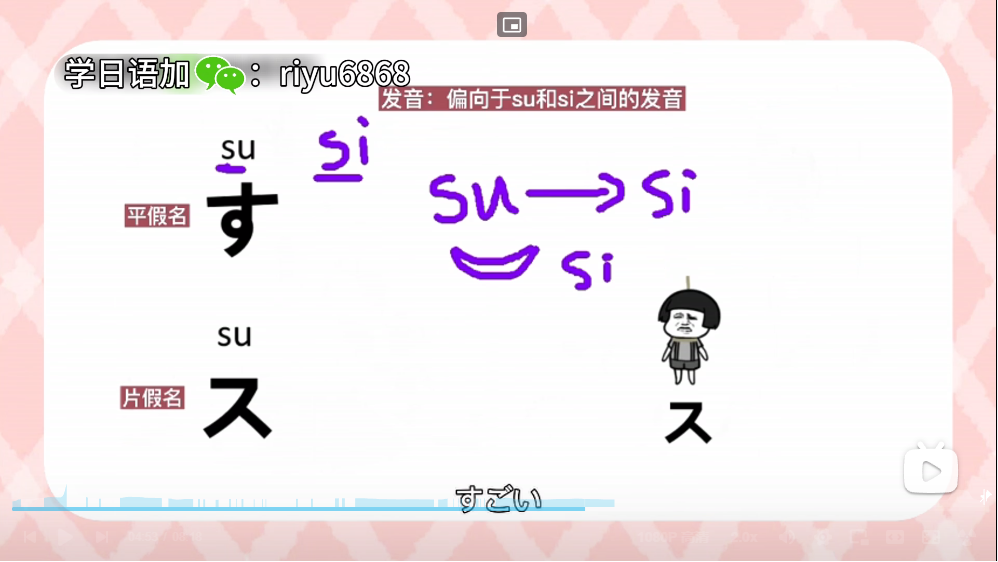 学日语加：riyu6868
发音：偏向于su和si之间的发音
su
si
平假名
す
su → si
si
su
片假名
ス
ス
すごい